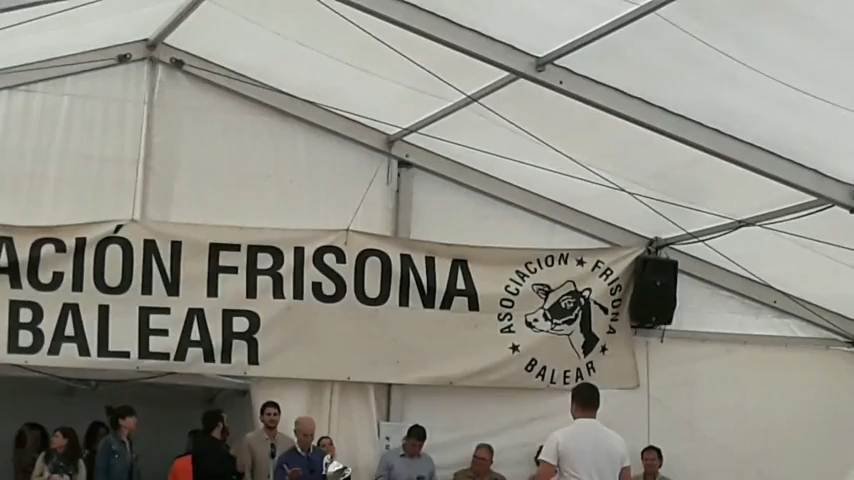 ACIÓN FRISONA
BALEAR
ASOCIACION ★ FRISONA
★ BALEAR ★